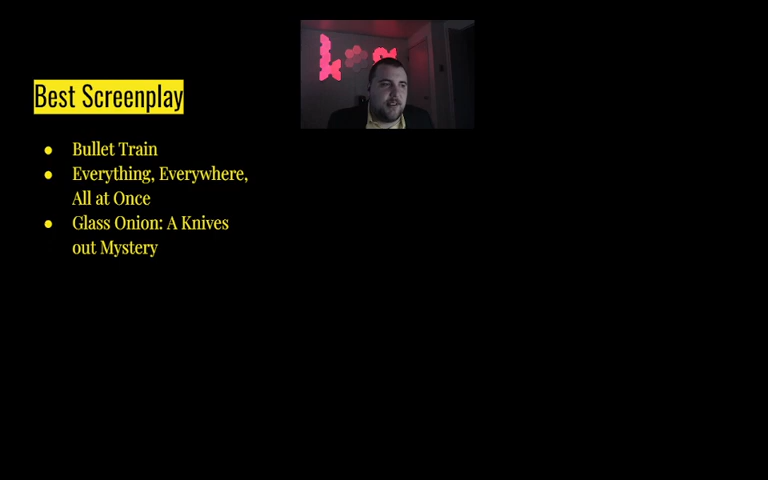 Best Screenplay
● Bullet Train
● Everything, Everywhere,
All at Once
● Glass Onion: A Knives
out Mystery